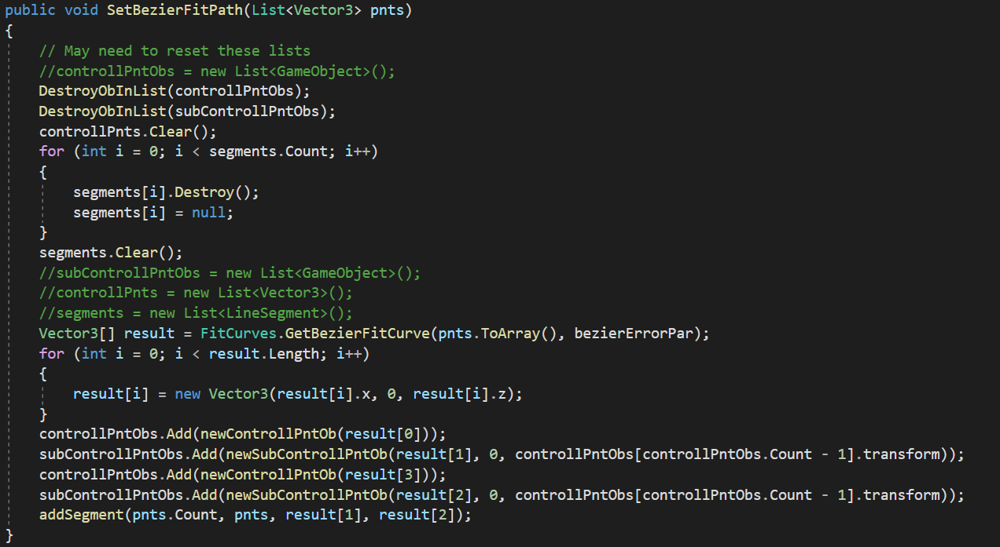 public void SetBezierFitPath(List<Vector3> pnts)
{
    // May need to reset these lists
    //controllPntObs = new List<GameObject>();
    DestroyObInList(controllPntObs);
    DestroyObInList(subControllPntObs);
    controllPnts.Clear();
    for (int i = 0; i < segments.Count; i++)
    {
        segments[i].Destroy();
        segments[i] = null;
    }
    segments.Clear();
    //subControllPntObs = new List<GameObject>();
    //controllPnts = new List<Vector3>();
    //segments = new List<LineSegment>();
    Vector3[] result = FitCurves.GetBezierFitCurve(pnts.ToArray(), bezierErrorPar);
    for (int i = 0; i < result.Length; i++)
    {
        result[i] = new Vector3(result[i].x, 0, result[i].z);
    }
    controllPntObs.Add(newControllPntOb(result[0]));
    subControllPntObs.Add(newSubControllPntOb(result[1], 0, controllPntObs[controllPntObs.Count - 1].transform));
    controllPntObs.Add(newControllPntOb(result[3]));
    subControllPntObs.Add(newSubControllPntOb(result[2], 0, controllPntObs[controllPntObs.Count - 1].transform));
    addSegment(pnts.Count, pnts, result[1], result[2]);
}